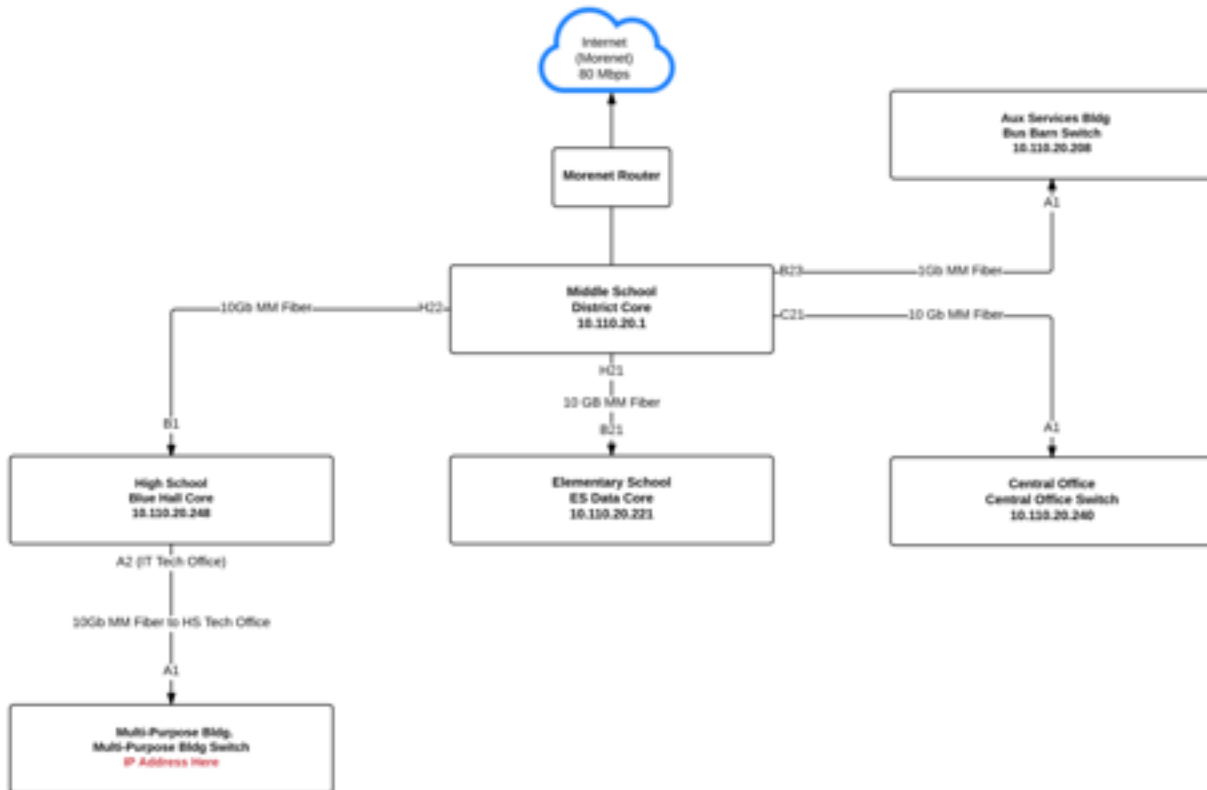 Internet
(Morenet)
80 Mbps
Aux Services Bldg
Bus Barn Switch
10.110.20.208
Morenet Router
A1
B23
1Gb MM Fiber
Middle School
District Core
10.110.20.1
10Gb MM Fiber
H22
C21
10 Gb MM Fiber
H21
10 GB MM Fiber
B21
B1
A1
High School
Blue Hall Core
10.110.20.248
Elementary School
ES Data Core
10.110.20.221
Central Office
Central Office Switch
10.110.20.240
A2 (IT Tech Office)
10Gb MM Fiber to HS Tech Office
A1
Multi-Purpose Bldg.
Multi-Purpose Bldg Switch
IP Address Here